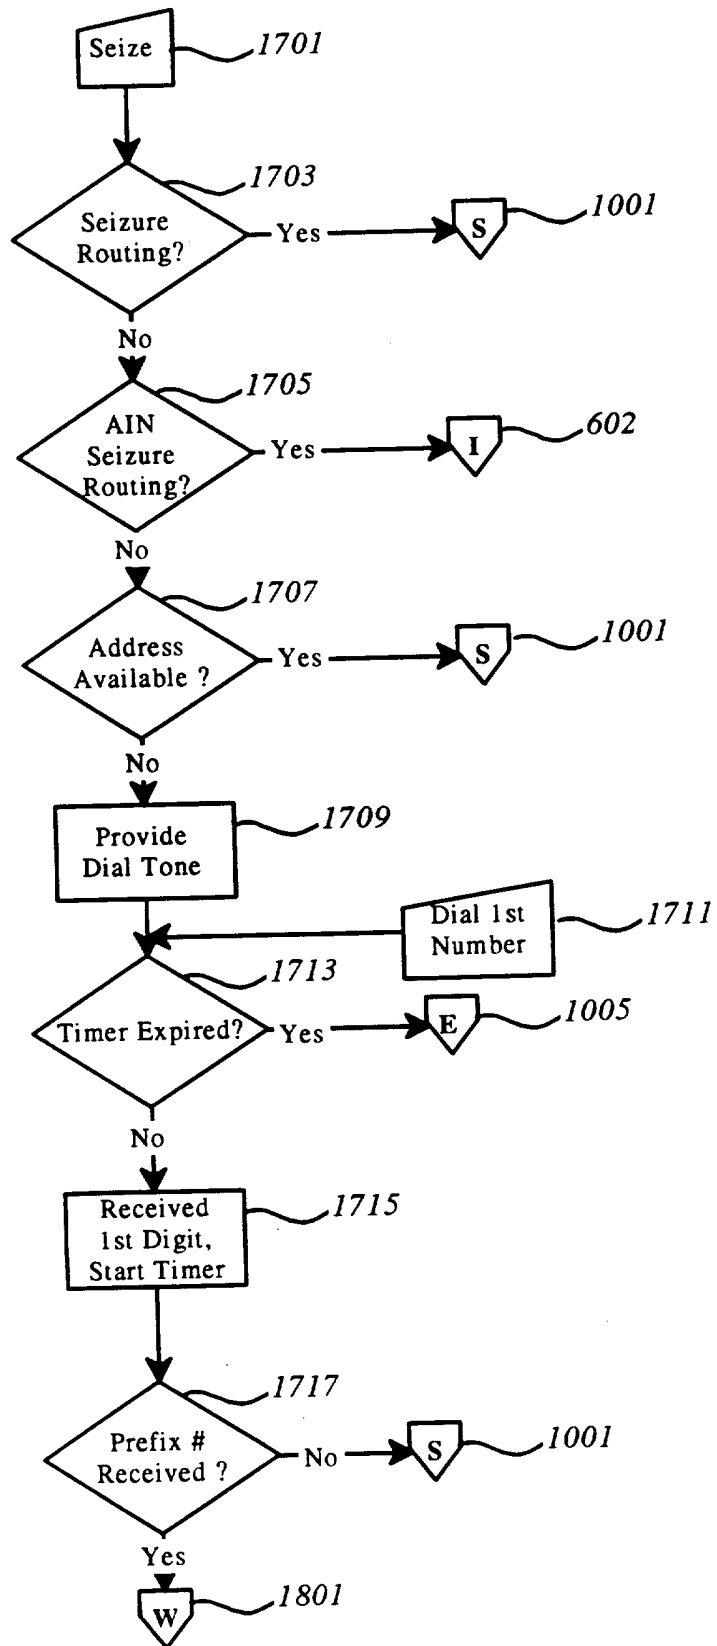 Seize
1701
1703
Seizure
Routing?
Yes
S
1001
No
1705
AIN
Seizure
Routing?
Yes
I
602
No
1707
Address
Available ?
Yes
S
1001
No
1709
Provide
Dial Tone
Dial 1st
Number
1711
1713
Timer Expired?
Yes
E
1005
No
Received
1st Digit,
Start Timer
1715
1717
Prefix #
Received ?
No
S
1001
Yes
W
1801